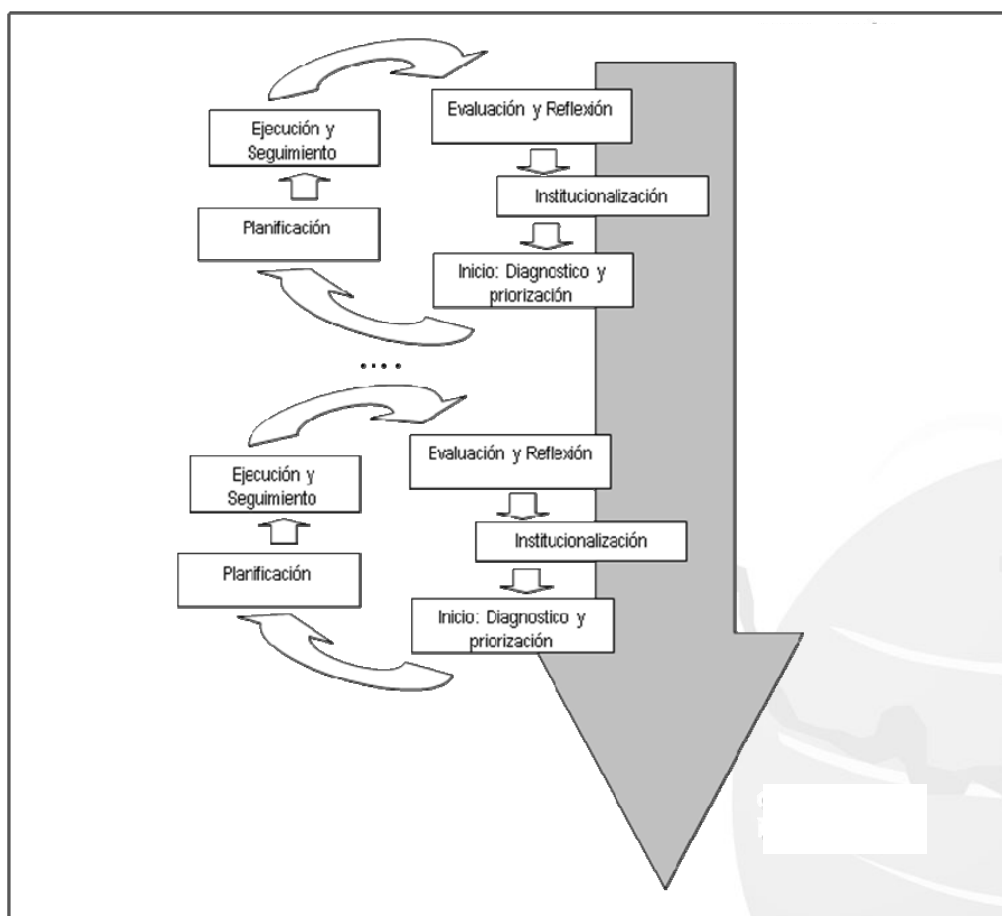 Evaluación y Reflexión
Ejecución y
Seguimiento
Institucionalización
Planificación
Inicio: Diagnostico y
priorización
....
Evaluación y Reflexión
Ejecución y
Seguimiento
Institucionalización
Planificación
Inicio: Diagnostico y
priorización